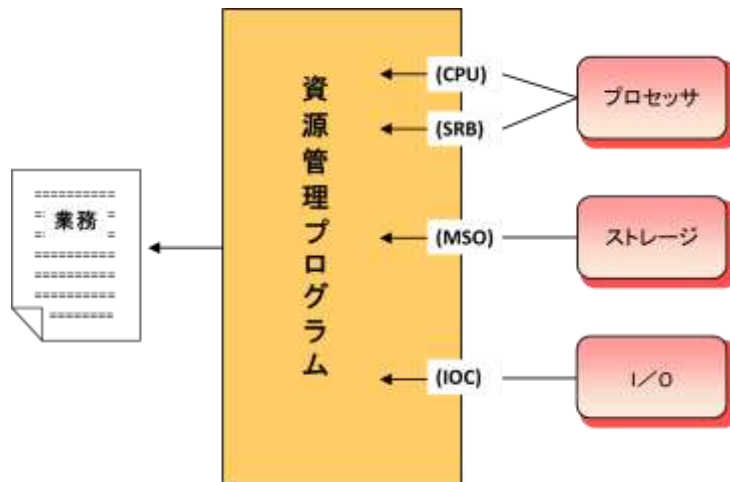 資源管理プログラム
(CPU)
(SRB)
プロセッサ
==========
業務
==========
==========
==========
========
(MSO)
ストレージ
(IOC)
I/O